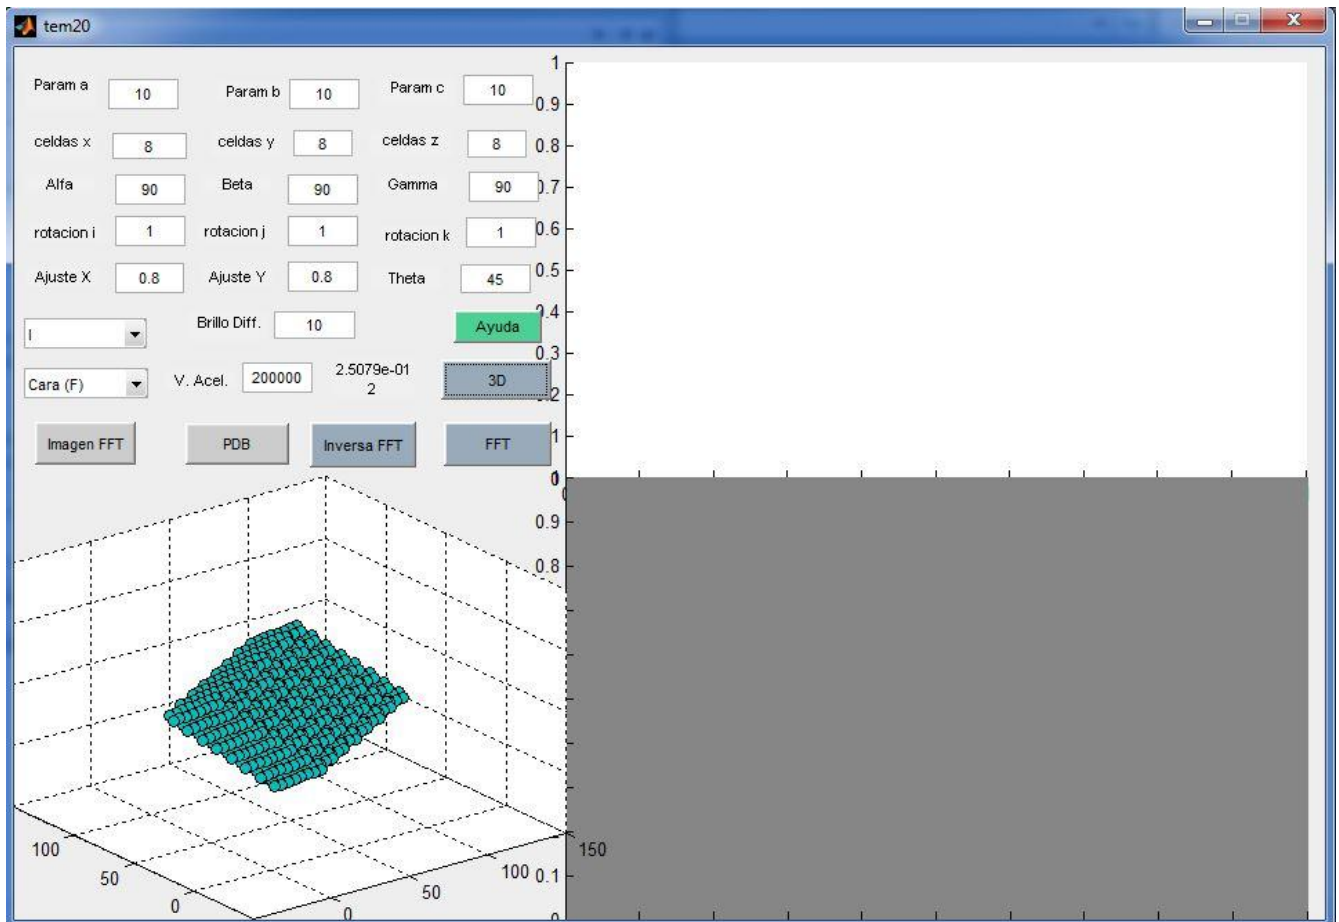 tem20
Param a 10 Param b 10 Param c 10
celdas x 8 celdas y 8 celdas z 8
Alfa 90 Beta 90 Gamma 90
rotacion i 1 rotacion j 1 rotacion k 1
Ajuste X 0.8 Ajuste Y 0.8 Theta 45
I Brillo Diff. 10 Ayuda
Cara (F) V. Acel. 200000 2.5079e-01
2 3D
Imagen FFT PDB Inversa FFT FFT
1
0.9
0.8
0.7
0.6
0.5
0.4
0.3
0.2
1
0.9
0.8
0.1
0
100
50
0
0
50
100
150